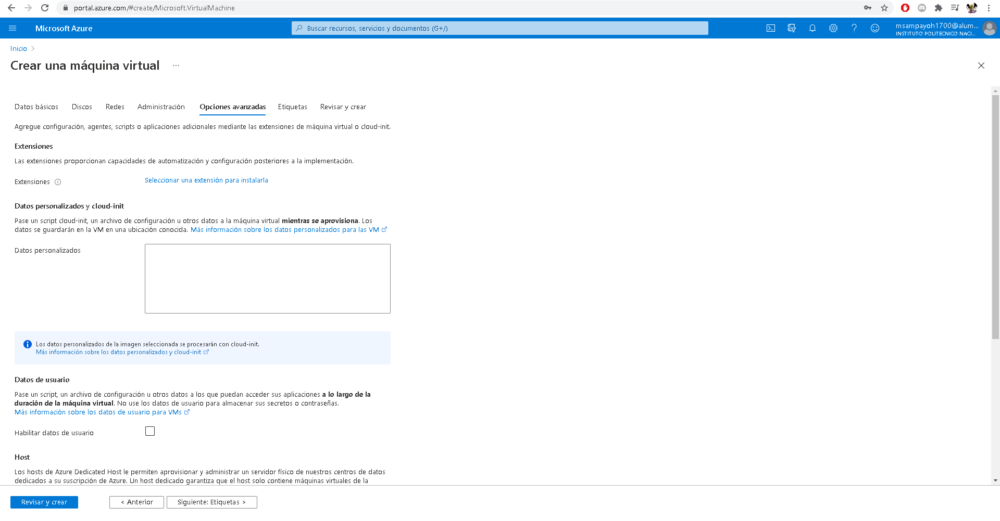 portal.azure.com/#create/Microsoft.VirtualMachine
Microsoft Azure
Buscar recursos, servicios y documentos (G+/)
msampayoh1700@alum...
INSTITUTO POLITECNICO NACI...
Inicio >
Crear una máquina virtual ...
Datos básicos Discos Redes Administración Opciones avanzadas Etiquetas Revisar y crear
Agregue configuración, agentes, scripts o aplicaciones adicionales mediante las extensiones de máquina virtual o cloud-init.
Extensiones
Las extensiones proporcionan capacidades de automatización y configuración posteriores a la implementación.
Extensiones Seleccionar una extensión para instalarla
Datos personalizados y cloud-init
Pase un script cloud-init, un archivo de configuración u otros datos a la máquina virtual mientras se aprovisiona. Los
datos se guardarán en la VM en una ubicación conocida. Más información sobre los datos personalizados para las VM
Datos personalizados
Los datos personalizados de la imagen seleccionada se procesarán con cloud-init.
Más información sobre los datos personalizados y cloud-init
Datos de usuario
Pase un script, un archivo de configuración u otros datos a los que puedan acceder sus aplicaciones a lo largo de la
duración de la máquina virtual. No use los datos de usuario para almacenar sus secretos o contraseñas.
Más información sobre los datos de usuario para VMs
Habilitar datos de usuario
Host
Los hosts de Azure Dedicated Host le permiten aprovisionar y administrar un servidor físico de nuestros centros de datos
dedicados a su suscripción de Azure. Un host dedicado garantiza que el host solo contiene máquinas virtuales de la
Revisar y crear < Anterior Siguiente: Etiquetas >